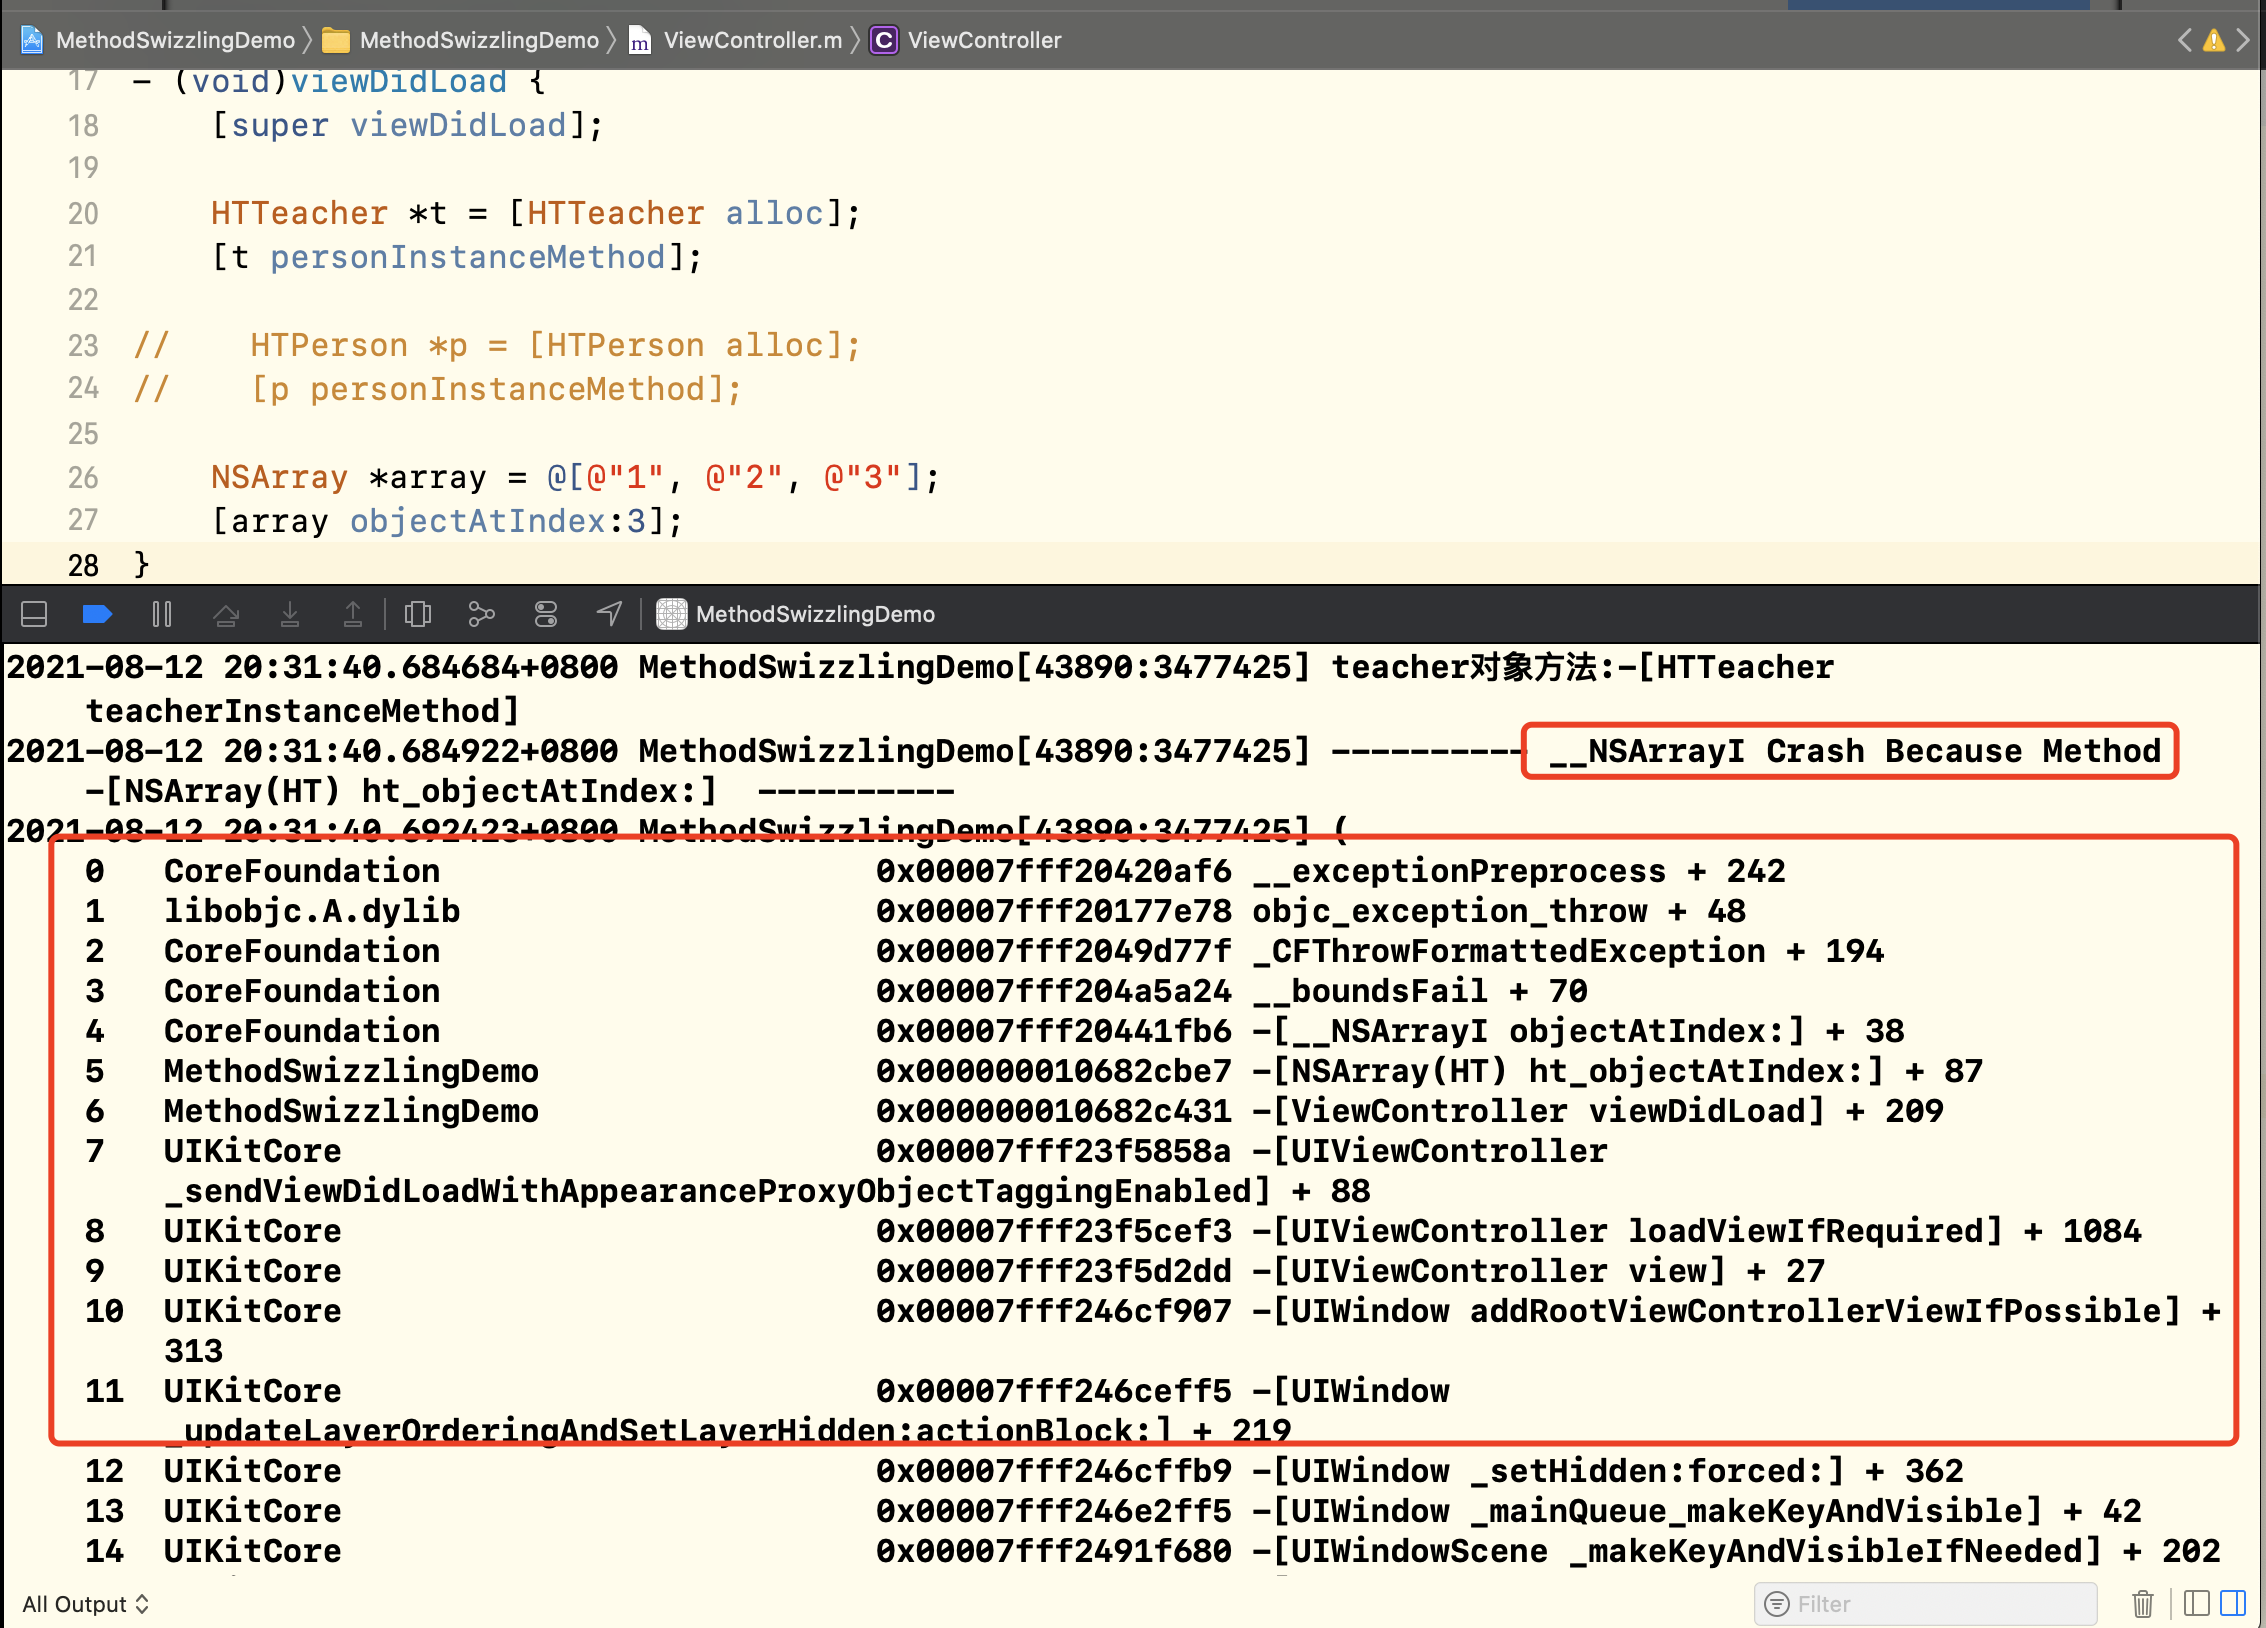 MethodSwizzlingDemo 〉 MethodSwizzlingDemo 〉 m ViewController.m 〉 C ViewController
17 - (void)viewDidLoad {
18 [super viewDidLoad];
19
20 HTTeacher *t = [HTTeacher alloc];
21 [t personInstanceMethod];
22
23 // HTPerson *p = [HTPerson alloc];
24 // [p personInstanceMethod];
25
26 NSArray *array = @[@"1", @"2", @"3"];
27 [array objectAtIndex:3];
28 }
MethodSwizzlingDemo
2021-08-12 20:31:40.684684+0800 MethodSwizzlingDemo[43890:3477425] teacher对象方法:-[HTTeacher
teacherInstanceMethod]
2021-08-12 20:31:40.684922+0800 MethodSwizzlingDemo[43890:3477425] ---------- __NSArrayI Crash Because Method
-[NSArray(HT) ht_objectAtIndex:] ----------
2021-08-12 20:31:40.692423+0800 MethodSwizzlingDemo[43890:3477425] (
0 CoreFoundation 0x00007fff20420af6 __exceptionPreprocess + 242
1 libobjc.A.dylib 0x00007fff20177e78 objc_exception_throw + 48
2 CoreFoundation 0x00007fff2049d77f _CFThrowFormattedException + 194
3 CoreFoundation 0x00007fff204a5a24 __boundsFail + 70
4 CoreFoundation 0x00007fff20441fb6 -[__NSArrayI objectAtIndex:] + 38
5 MethodSwizzlingDemo 0x000000010682cbe7 -[NSArray(HT) ht_objectAtIndex:] + 87
6 MethodSwizzlingDemo 0x000000010682c431 -[ViewController viewDidLoad] + 209
7 UIKitCore 0x00007fff23f5858a -[UIViewController
_sendViewDidLoadWithAppearanceProxyObjectTaggingEnabled] + 88
8 UIKitCore 0x00007fff23f5cef3 -[UIViewController loadViewIfRequired] + 1084
9 UIKitCore 0x00007fff23f5d2dd -[UIViewController view] + 27
10 UIKitCore 0x00007fff246cf907 -[UIWindow addRootViewControllerViewIfPossible] +
313
11 UIKitCore 0x00007fff246ceff5 -[UIWindow
_updateLayerOrderingAndSetLayerHidden:actionBlock:] + 219
12 UIKitCore 0x00007fff246cffb9 -[UIWindow _setHidden:forced:] + 362
13 UIKitCore 0x00007fff246e2ff5 -[UIWindow _mainQueue_makeKeyAndVisible] + 42
14 UIKitCore 0x00007fff2491f680 -[UIWindowScene _makeKeyAndVisibleIfNeeded] + 202
All Output Filter